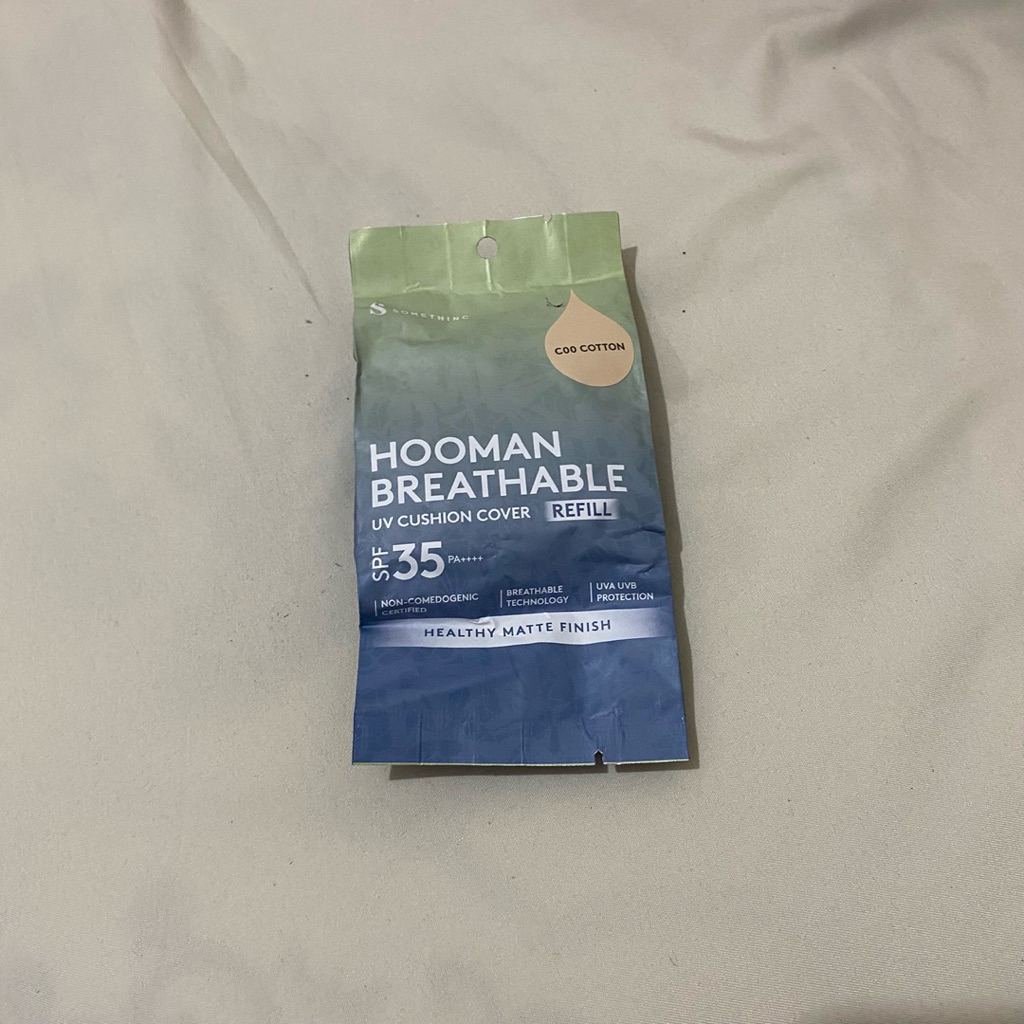 S SOMETHINC
C00 COTTON
HOOMAN
BREATHABLE
UV CUSHION COVER REFILL
SPF 35 PA++++
NON-COMEDOGENIC
CERTIFIED
BREATHABLE
TECHNOLOGY
UVA UVB
PROTECTION
HEALTHY MATTE FINISH